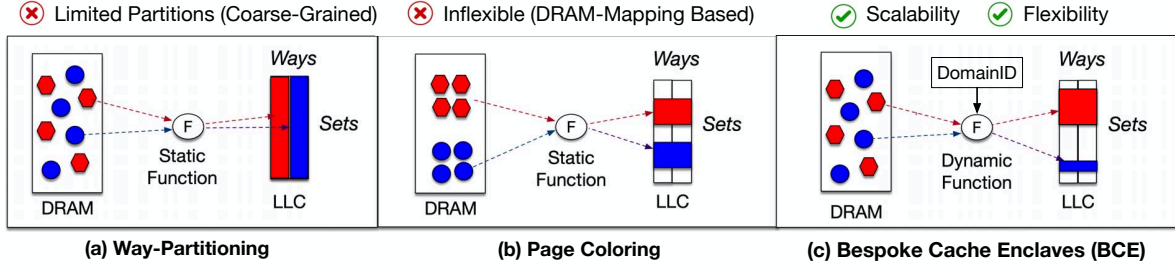 Limited Partitions (Coarse-Grained)
Inflexible (DRAM-Mapping Based)
Scalability
Flexibility
Ways
F
Sets
Static
Function
DRAM
LLC
(a) Way-Partitioning
Ways
F
Sets
Static
Function
DRAM
LLC
(b) Page Coloring
Ways
DomainID
F
Sets
Dynamic
Function
DRAM
LLC
(c) Bespoke Cache Enclaves (BCE)